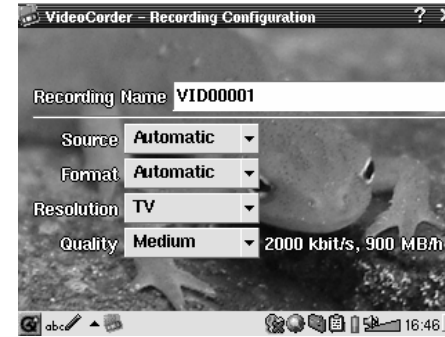 VideoCorder – Recording Configuration ?
Recording Name VID00001
Source Automatic
Format Automatic
Resolution TV
Quality Medium 2000 kbit/s, 900 MB/h
abc 16:46